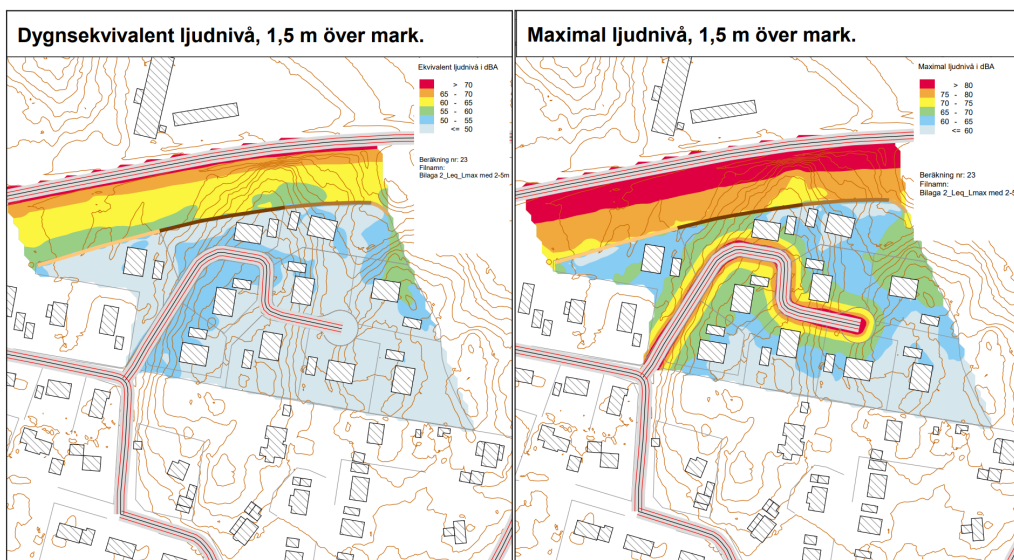 Dygnsekvivalent ljudnivå, 1,5 m över mark.
Ekvivalent ljudnivå i dBA
> 70
65 - 70
60 - 65
55 - 60
50 - 55
<= 50
Beräkning nr: 23
Filnamn:
Bilaga 2_Leq_Lmax med 2-5m
Maximal ljudnivå, 1,5 m över mark.
Maximal ljudnivå i dBA
> 80
75 - 80
70 - 75
65 - 70
60 - 65
<= 60
Beräkning nr: 23
Filnamn:
Bilaga 2_Leq_Lmax med 2-5